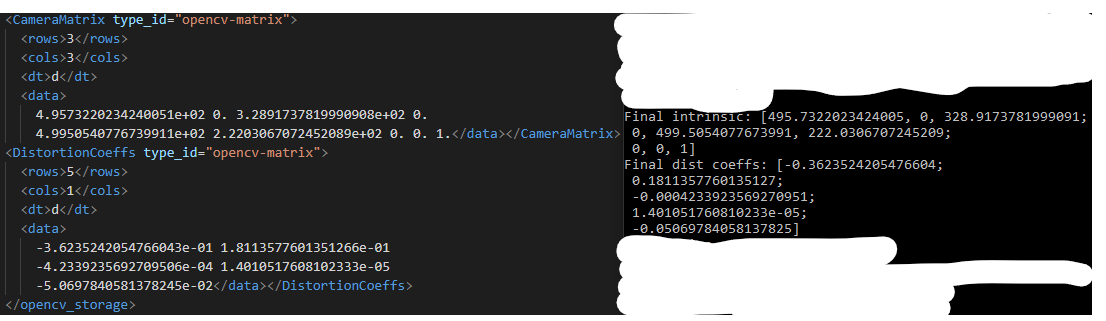 <CameraMatrix type_id="opencv-matrix">
<rows>3</rows>
<cols>3</cols>
<dt>d</dt>
<data>
4.9573220234240051e+02 0. 3.2891737819990908e+02 0.
4.9950540776739911e+02 2.2203067072452089e+02 0. 0. 1.</data></CameraMatrix>
<DistortionCoeffs type_id="opencv-matrix">
<rows>5</rows>
<cols>1</cols>
<dt>d</dt>
<data>
-3.6235242054766043e-01 1.8113577601351266e-01
-4.2339235692709506e-04 1.4010517608102333e-05
-5.0697840581378245e-02</data></DistortionCoeffs>
</opencv_storage>
Final intrinsic: [495.7322023424005, 0, 328.9173781999091;
0, 499.5054077673991, 222.0306707245209;
0, 0, 1]
Final dist coeffs: [-0.3623524205476604;
0.1811357760135127;
-0.0004233923569270951;
1.401051760810233e-05;
-0.05069784058137825]